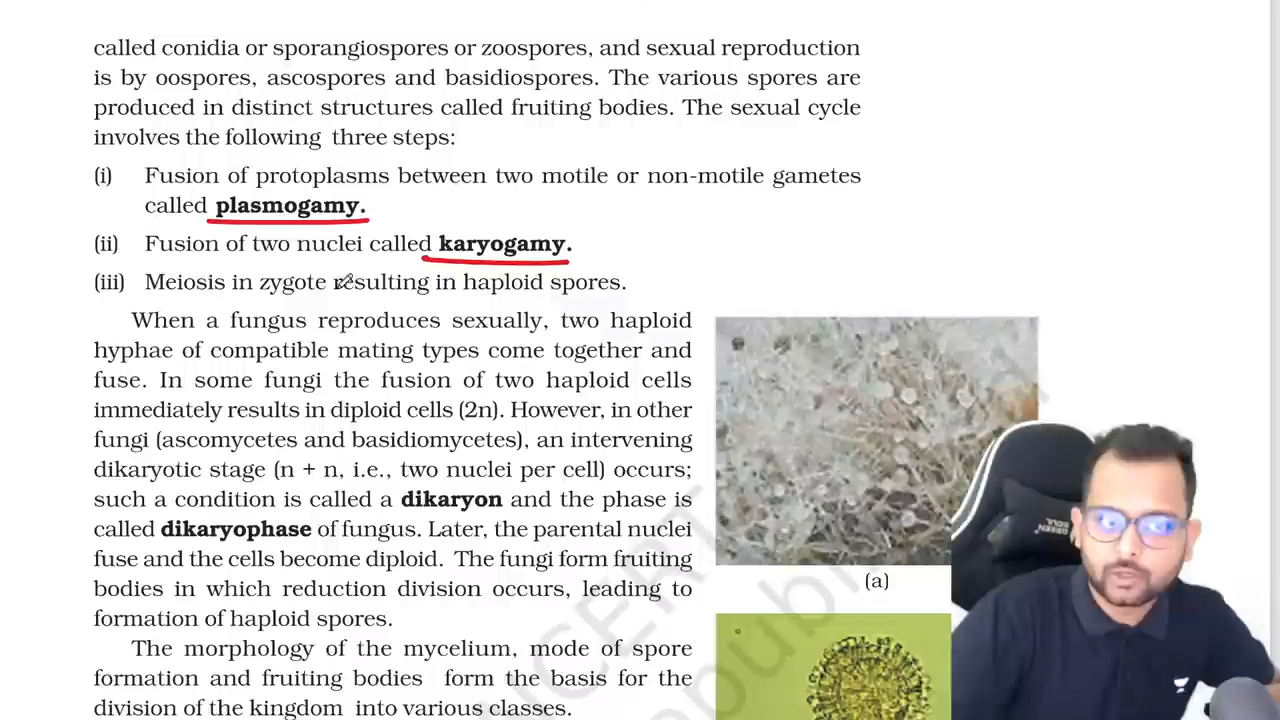 called conidia or sporangiospores or zoospores, and sexual reproduction
is by oospores, ascospores and basidiospores. The various spores are
produced in distinct structures called fruiting bodies. The sexual cycle
involves the following three steps:
(i) Fusion of protoplasms between two motile or non-motile gametes
called plasmogamy.
(ii) Fusion of two nuclei called karyogamy.
(iii) Meiosis in zygote resulting in haploid spores.
When a fungus reproduces sexually, two haploid
hyphae of compatible mating types come together and
fuse. In some fungi the fusion of two haploid cells
immediately results in diploid cells (2n). However, in other
fungi (ascomycetes and basidiomycetes), an intervening
dikaryotic stage (n + n, i.e., two nuclei per cell) occurs;
such a condition is called a dikaryon and the phase is
called dikaryophase of fungus. Later, the parental nuclei
fuse and the cells become diploid. The fungi form fruiting
bodies in which reduction division occurs, leading to
formation of haploid spores.
The morphology of the mycelium, mode of spore
formation and fruiting bodies form the basis for the
division of the kingdom into various classes.
(a)
GREEN
SOUL